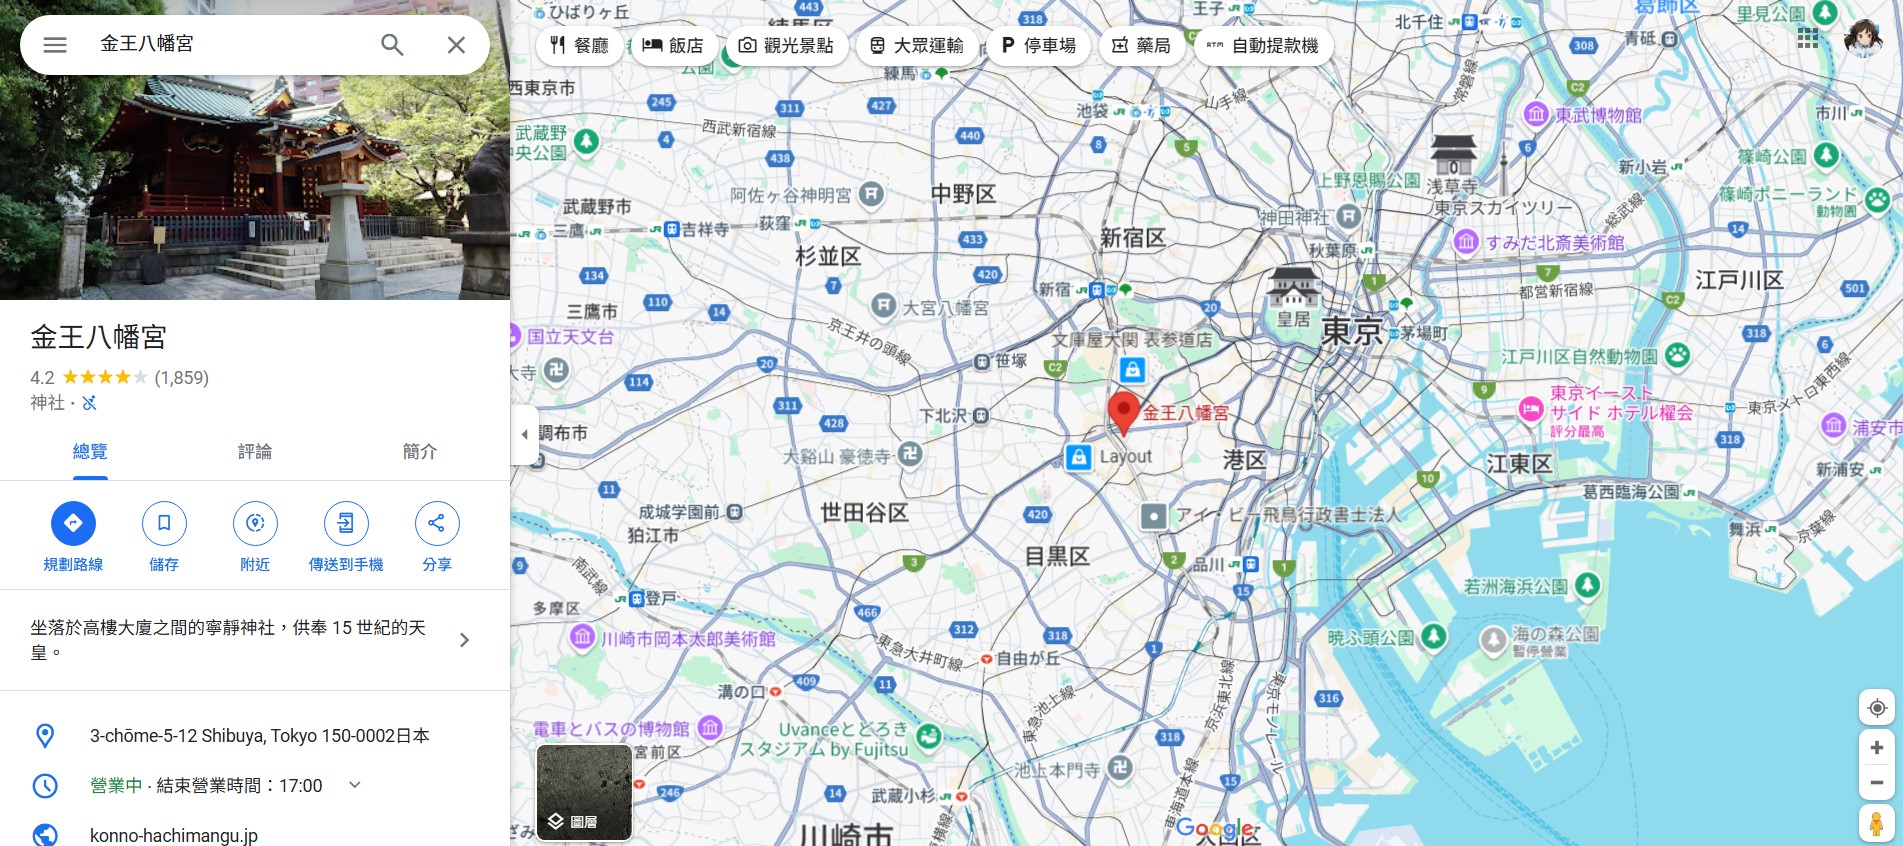 金王八幡宮
金王八幡宮
4.2
(1,859)
神社・
總覽
評論
簡介
規劃路線
儲存
附近
傳送到手機
分享
坐落於高樓大廈之間的寧靜神社，供奉 15 世紀的天
皇。
3-chōme-5-12 Shibuya, Tokyo 150-0002日本
營業中 · 結束營業時間：17:00
konno-hachimangu.jp
餐廳
飯店
觀光景點
大眾運輸
停車場
藥局
自動提款機
ひばりヶ丘
443
318
王子
北千住
葛飾区
里見公園
青砥
308
練馬
公園
西東京市
245
311
427
池袋
山手線
常磐線
C2
東武博物館
市川
武蔵野
中央公園
4
西武新宿線
440
8
5
6
438
新小岩
篠崎公園
上野恩賜公園
浅草寺
篠崎ポニーランド
動物園
阿佐ヶ谷神明宮
中野区
東京スカイツリー
総武線
武蔵野市
三鷹
吉祥寺
荻窪
433
新宿区
神田神社
秋葉原
すみだ北斎美術館
14
杉並区
134
420
7
7
江戸川区
新宿
1
都営新宿線
501
110
三鷹市
14
大宮八幡宮
20
皇居
C2
国立天文台
京王井の頭線
文庫屋大関 表参道店
東京
茅場町
318
6
江戸川区自然動物園
大寺
20
笹塚
C2
114
9
東京イースト
サイド ホテル櫂会
評分最高
東京メトロ東西線
311
下北沢
金王八幡宮
浦安市
調布市
428
318
大谿山 豪徳寺
Layout
港区
江東区
新浦安
11
10
葛西臨海公園
成城学園前
世田谷区
420
アイ・ビー飛鳥行政書士法人
狛江市
舞浜
京葉線
目黒区
9
南武線
3
2
品川
1
若洲海浜公園
15
登戸
多摩区
466
川崎市岡本太郎美術館
312
318
暁ふ頭公園
海の森公園
暫停營業
東急大井町線
自由が丘
1
溝の口
409
11
京浜東北線
東京モノレール
316
東急池上線
電車とバスの博物館
Uvanceとどろき
スタジアム by Fujitsu
318
宮前区
池上本門寺
東海道本線
15
246
14
武蔵小杉
圖層
川崎市
Google